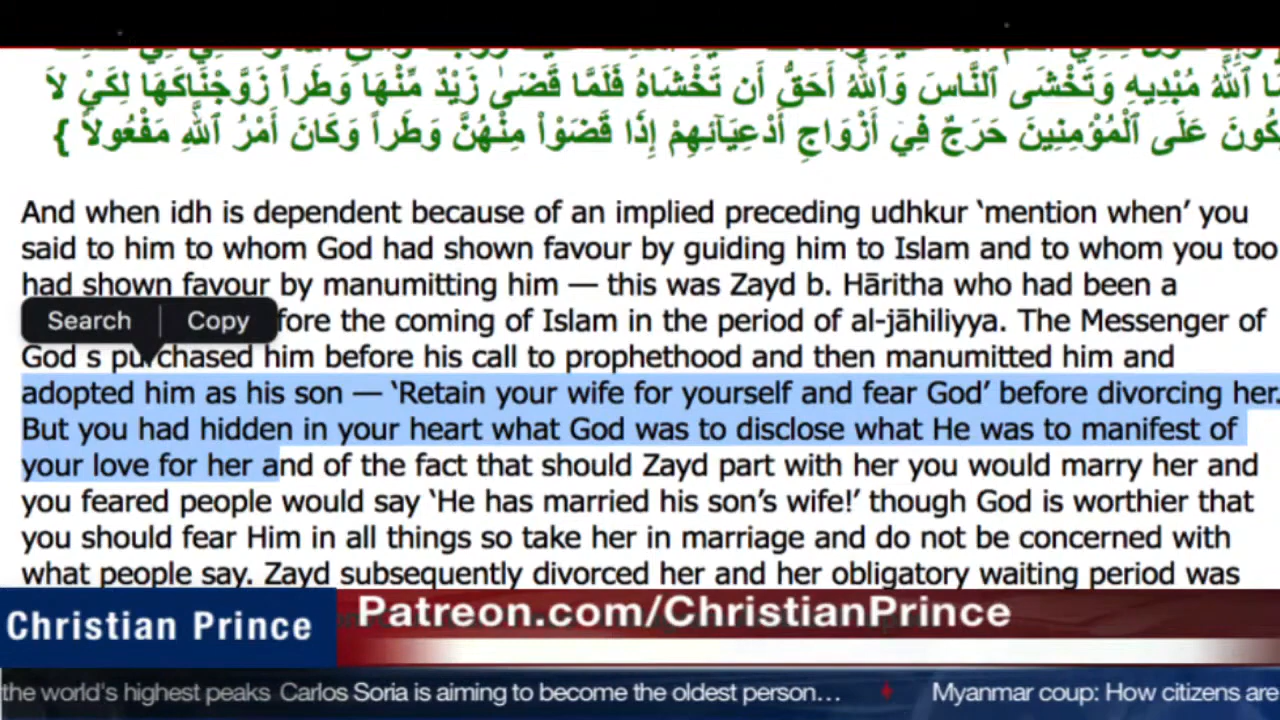 ا ٱللَّهُ مُبْدِيهِ وَتَخْشَى ٱلنَّاسَ وَٱللَّهُ أَحَقُّ أَن تَخْشَاهُ فَلَمَّا قَضَىٰ زَيْدٌ مِّنْهَا وَطَراً زَوَّجْنَاكَهَا لِكَيْ لاَ
كُونَ عَلَى ٱلْمُؤْمِنِينَ حَرَجٌ فِيۤ أَزْوَاجِ أَدْعِيَآئِهِمْ إِذَا قَضَوْاْ مِنْهُنَّ وَطَراً وَكَانَ أَمْرُ ٱللَّهِ مَفْعُولاً }
And when idh is dependent because of an implied preceding udhkur ‘mention when’ you
said to him to whom God had shown favour by guiding him to Islam and to whom you too
had shown favour by manumitting him — this was Zayd b. Hāritha who had been a
Search Copy
fore the coming of Islam in the period of al-jāhiliyya. The Messenger of
God s purchased him before his call to prophethood and then manumitted him and
adopted him as his son — ‘Retain your wife for yourself and fear God’ before divorcing her.
But you had hidden in your heart what God was to disclose what He was to manifest of
your love for her and of the fact that should Zayd part with her you would marry her and
you feared people would say ‘He has married his son’s wife!’ though God is worthier that
you should fear Him in all things so take her in marriage and do not be concerned with
what people say. Zayd subsequently divorced her and her obligatory waiting period was
Christian Prince
Patreon.com/ChristianPrince
the world's highest peaks Carlos Soria is aiming to become the oldest person… Myanmar coup: How citizens are